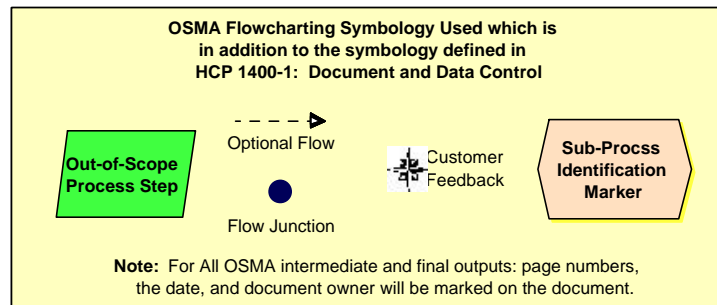 OSMA Flowcharting Symbology Used which is
in addition to the symbology defined in
HCP 1400-1: Document and Data Control
Out-of-Scope
Process Step
Optional Flow
Flow Junction
Customer
Feedback
Sub-Procss
Identification
Marker
Note: For All OSMA intermediate and final outputs: page numbers,
the date, and document owner will be marked on the document.